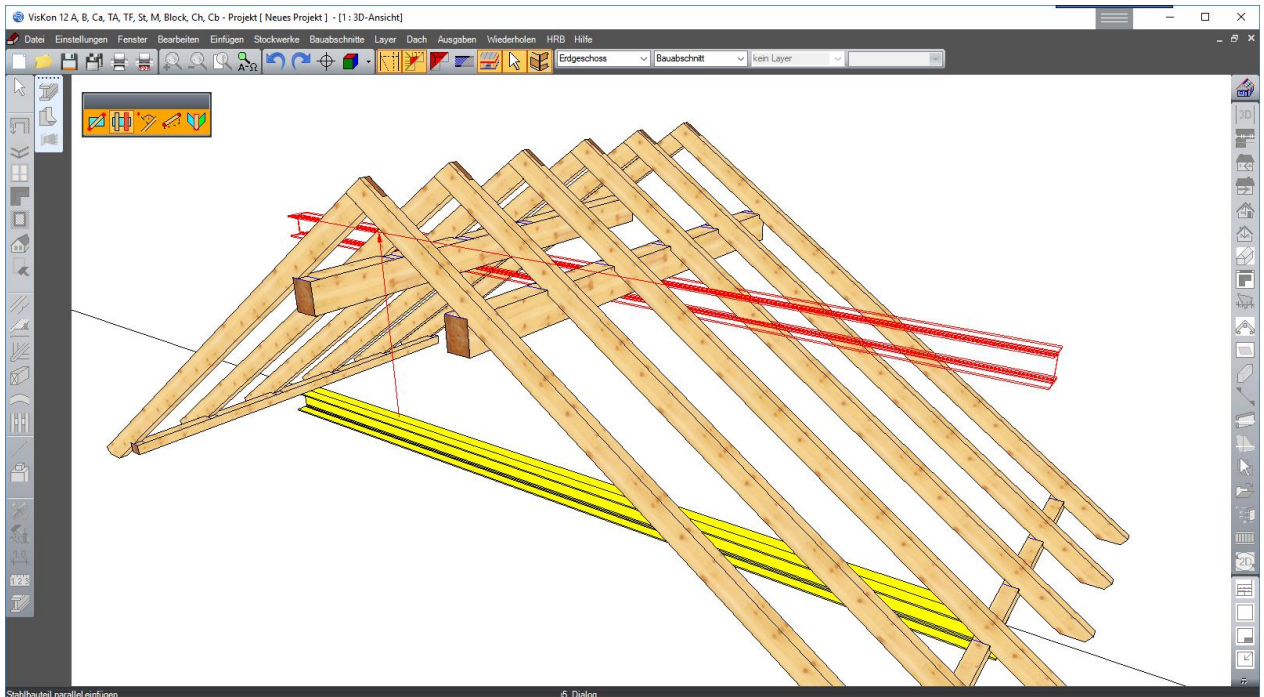 VisKon 12 A, B, Ca, TA, TF, St, M, Block, Ch, Cb - Projekt [ Neues Projekt ] - [1 : 3D-Ansicht]
Datei Einstellungen Fenster Bearbeiten Einfügen Stockwerke Bauabschnitte Layer Dach Ausgaben Wiederholen HRB Hilfe
Erdgeschoss Bauabschnitt kein Layer
3D
2D
Stahlbauteil parallel einfügen Dialog